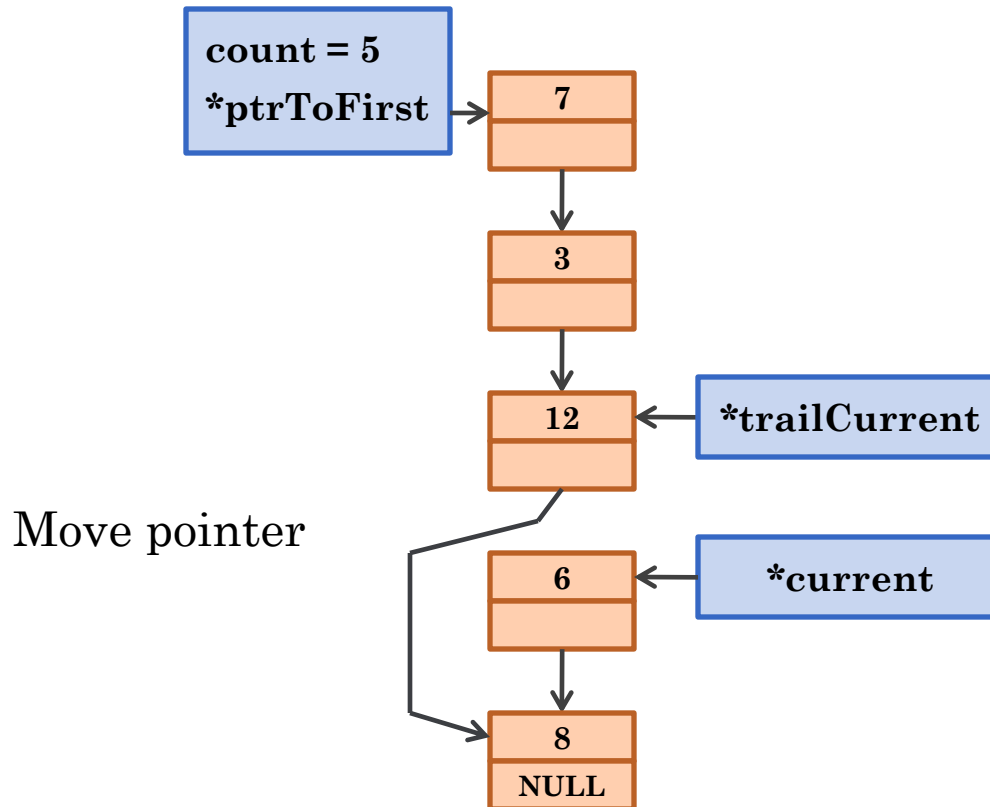 count = 5
*ptrToFirst
7
3
12
*trailCurrent
Move pointer
6
*current
8
NULL